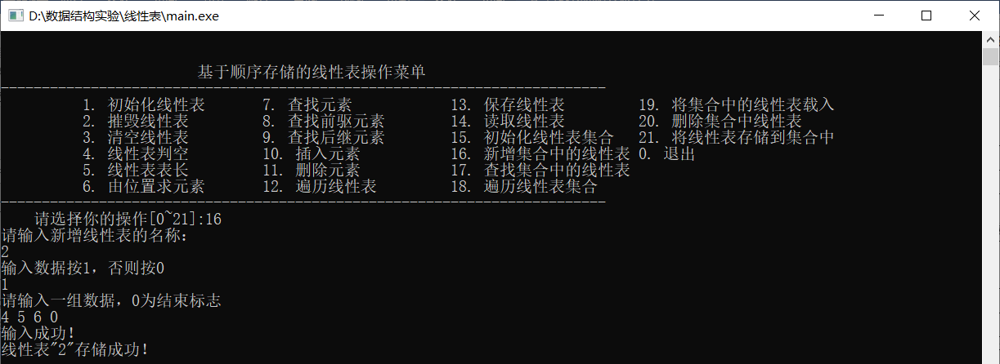 D:\数据结构实验\线性表\main.exe
基于顺序存储的线性表操作菜单
--------------------------------------------------------------------------
1. 初始化线性表 7. 查找元素 13. 保存线性表 19. 将集合中的线性表载入
2. 摧毁线性表 8. 查找前驱元素 14. 读取线性表 20. 删除集合中线性表
3. 清空线性表 9. 查找后继元素 15. 初始化线性表集合 21. 将线性表存储到集合中
4. 线性表判空 10. 插入元素 16. 新增集合中的线性表 0. 退出
5. 线性表表长 11. 删除元素 17. 查找集合中的线性表
6. 由位置求元素 12. 遍历线性表 18. 遍历线性表集合
--------------------------------------------------------------------------
请选择你的操作[0~21]:16
请输入新增线性表的名称：
2
输入数据按1，否则按0
1
请输入一组数据，0为结束标志
4 5 6 0
输入成功！
线性表"2"存储成功！